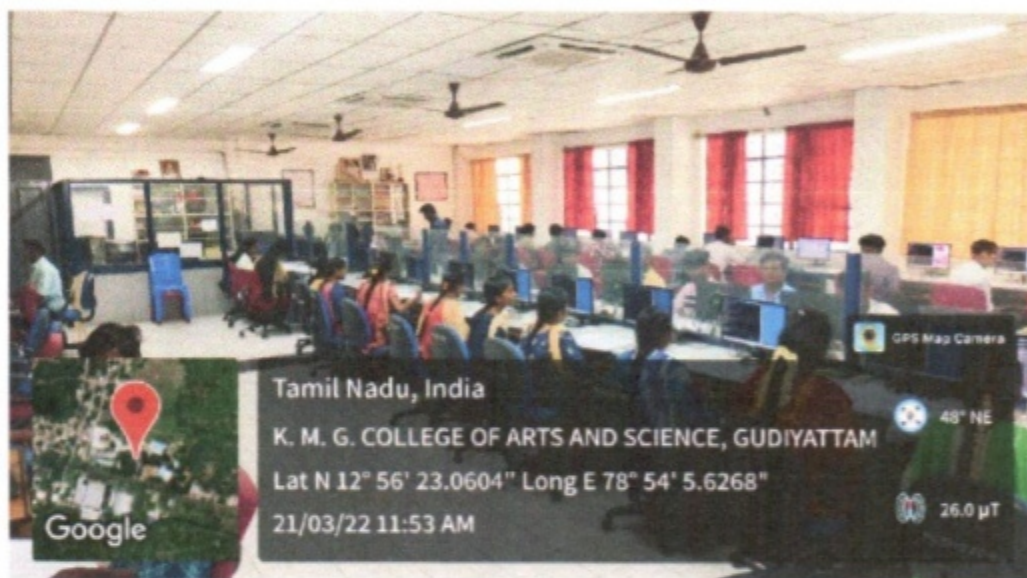 GPS Map Camera
Tamil Nadu, India
K. M. G. COLLEGE OF ARTS AND SCIENCE, GUDIYATTAM
Lat N 12° 56' 23.0604" Long E 78° 54' 5.6268"
21/03/22 11:53 AM
48° NE
26.0 µT
Google